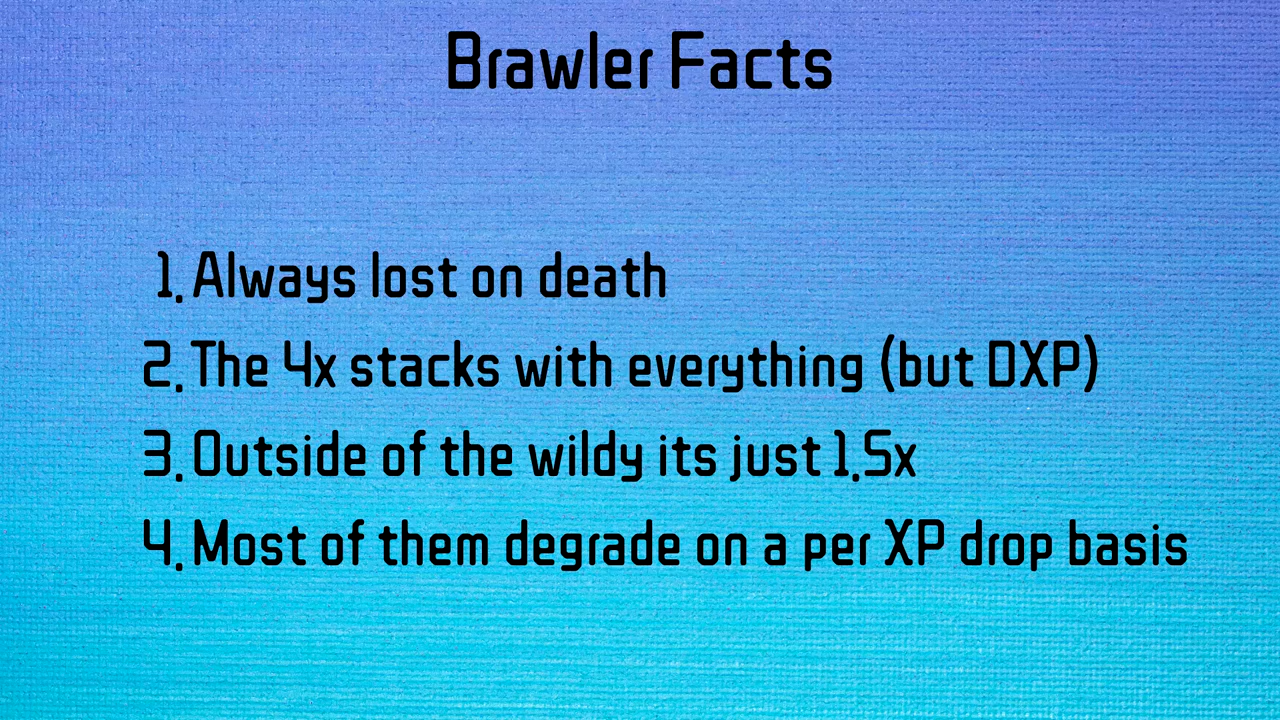 Brawler Facts
1. Always lost on death
2. The 4x stacks with everything (but DXP)
3. Outside of the wildy its just 1.5x
4. Most of them degrade on a per XP drop basis